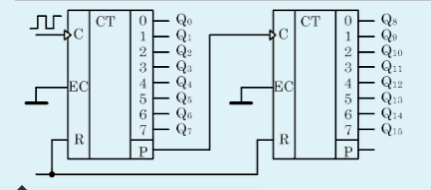 CT 0 Q₀ CT 0 Q₈
C 1 Q₁ C 1 Q₉
2 Q₂ 2 Q₁₀
3 Q₃ 3 Q₁₁
EC 4 Q₄ EC 4 Q₁₂
5 Q₅ 5 Q₁₃
6 Q₆ 6 Q₁₄
R 7 Q₇ R 7 Q₁₅
P P